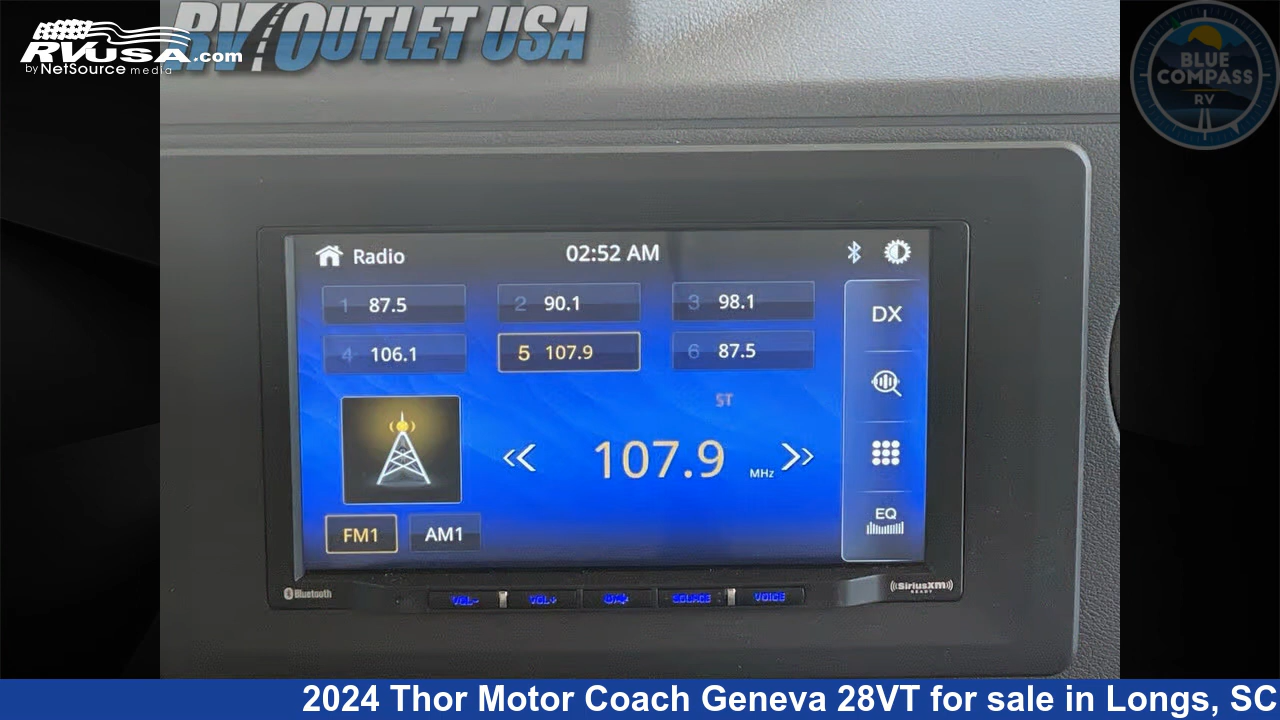 RV OUTLET USA
RVUSA.com
by NetSource media
BLUE
COMPASS
RV
Radio
02:52 AM
1 87.5
2 90.1
3 98.1
4 106.1
5 107.9
6 87.5
DX
ST
107.9 MHz
EQ
FM1
AM1
Bluetooth
SiriusXM
READY
VOL-
VOL+
SOURCE
VOICE
2024 Thor Motor Coach Geneva 28VT for sale in Longs, SC